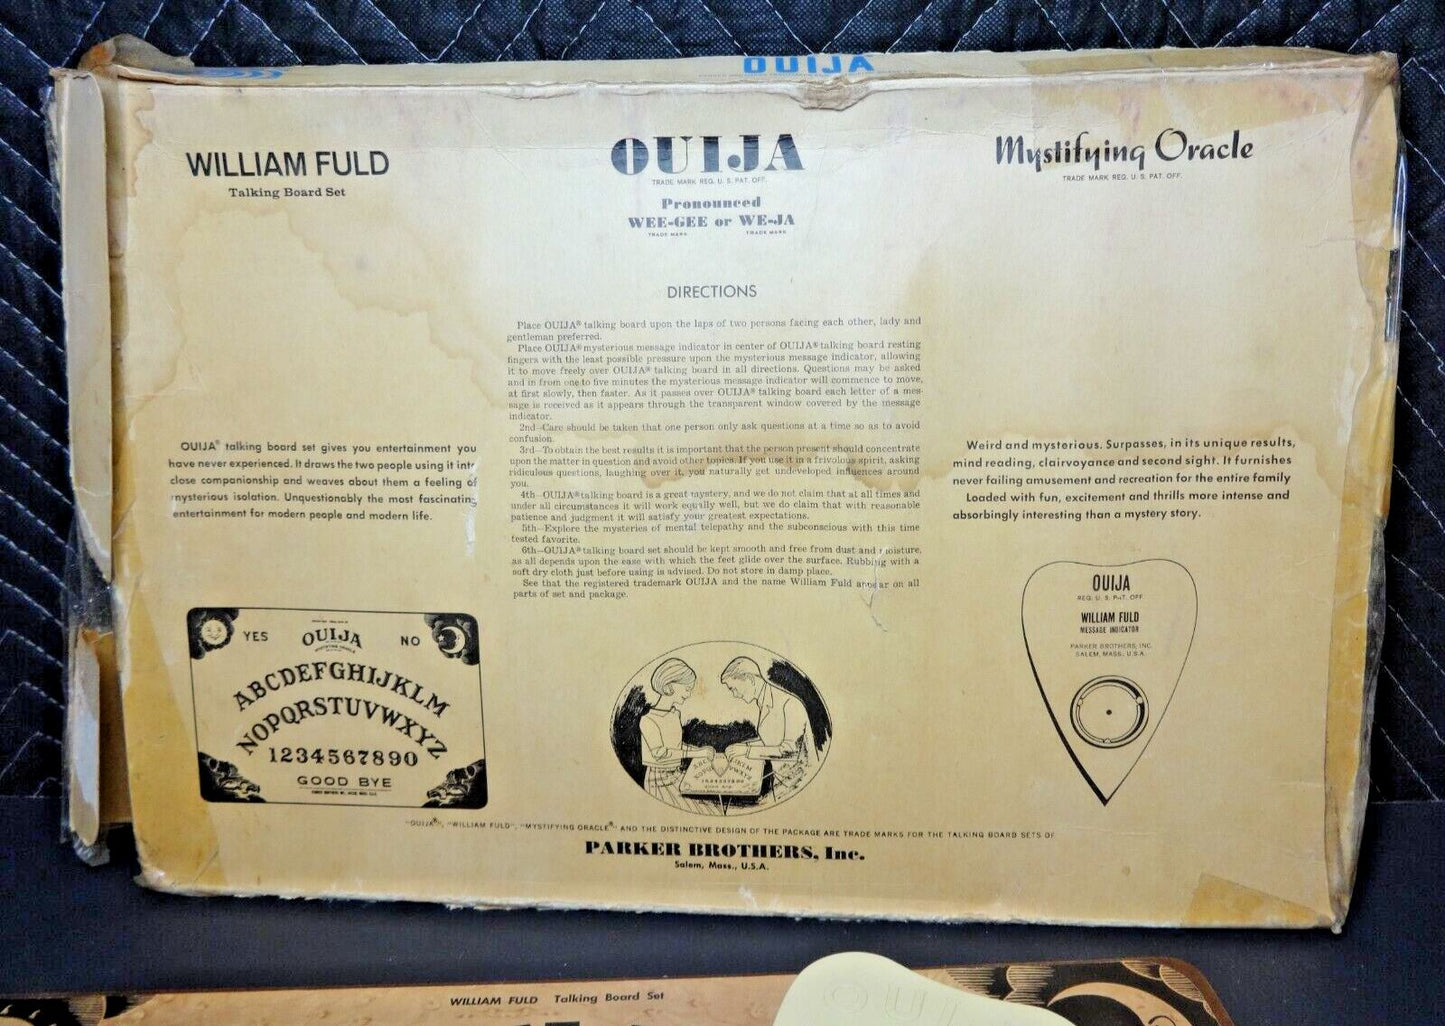 OUIJA
WILLIAM FULD
Talking Board Set
OUIJA
TRADE MARK REG. U. S. PAT. OFF.
Pronounced
WEE-GEE or WE-JA
TRADE MARK TRADE MARK
Mystifying Oracle
TRADE MARK REG. U. S. PAT. OFF.
DIRECTIONS
Place OUIJA® talking board upon the laps of two persons facing each other, lady and
gentleman preferred.
Place OUIJA® mysterious message indicator in center of OUIJA® talking board resting
fingers with the least possible pressure upon the mysterious message indicator, allowing
it to move freely over OUIJA® talking board in all directions. Questions may be asked
and in from one to five minutes the mysterious message indicator will commence to move,
at first slowly, then faster. As it passes over OUIJA® talking board each letter of a mes-
sage is received as it appears through the transparent window covered by the message
indicator.
2nd—Care should be taken that one person only ask questions at a time so as to avoid
confusion.
3rd—To obtain the best results it is important that the person present should concentrate
upon the matter in question and avoid other topics. If you use it in a frivolous spirit, asking
ridiculous questions, laughing over it, you naturally get undeveloped influences around
you.
4th—OUIJA® talking board is a great mystery, and we do not claim that at all times and
under all circumstances it will work equally well, but we do claim that with reasonable
patience and judgment it will satisfy your greatest expectations.
5th—Explore the mysteries of mental telepathy and the subconscious with this time
tested favorite.
6th—OUIJA® talking board set should be kept smooth and free from dust and moisture,
as all depends upon the ease with which the feet glide over the surface. Rubbing with a
soft dry cloth just before using is advised. Do not store in damp place.
See that the registered trademark OUIJA and the name William Fuld appear on all
parts of set and package.
OUIJA® talking board set gives you entertainment you
have never experienced. It draws the two people using it into
close companionship and weaves about them a feeling of
mysterious isolation. Unquestionably the most fascinating
entertainment for modern people and modern life.
Weird and mysterious. Surpasses, in its unique results,
mind reading, clairvoyance and second sight. It furnishes
never failing amusement and recreation for the entire family
Loaded with fun, excitement and thrills more intense and
absorbingly interesting than a mystery story.
YES OUIJA NO
ABCDEFGHIJKLM
NOPQRSTUVWXYZ
1234567890
GOOD BYE
OUIJA
REG. U. S. PAT. OFF
WILLIAM FULD
MESSAGE INDICATOR
PARKER BROTHERS, INC.
SALEM, MASS., U.S.A.
"OUIJA®", "WILLIAM FULD", "MYSTIFYING ORACLE®" AND THE DISTINCTIVE DESIGN OF THE PACKAGE ARE TRADE MARKS FOR THE TALKING BOARD SETS OF
PARKER BROTHERS, Inc.
Salem, Mass., U.S.A.
WILLIAM FULD Talking Board Set